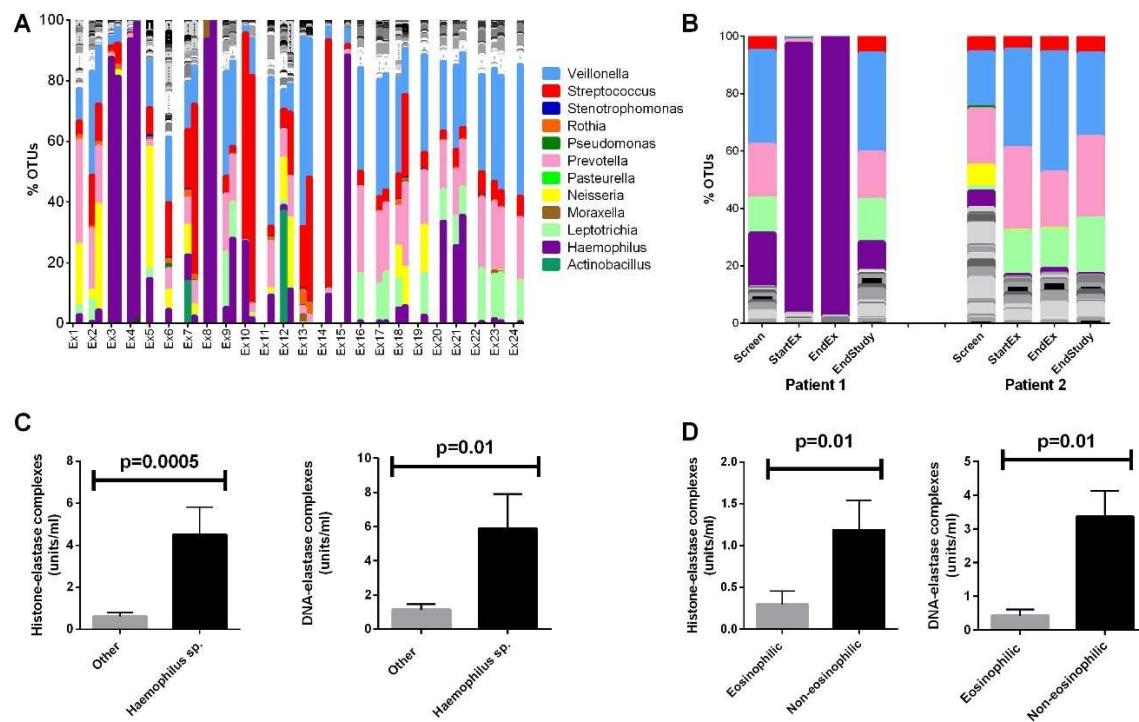 A
% OTUs
100
80
60
40
20
0
Ex1
Ex2
Ex3
Ex4
Ex5
Ex6
Ex7
Ex8
Ex9
Ex10
Ex11
Ex12
Ex13
Ex14
Ex15
Ex16
Ex17
Ex18
Ex19
Ex20
Ex21
Ex22
Ex23
Ex24
Veillonella
Streptococcus
Stenotrophomonas
Rothia
Pseudomonas
Prevotella
Pasteurella
Neisseria
Moraxella
Leptotrichia
Haemophilus
Actinobacillus
B
% OTUs
100
80
60
40
20
0
Screen
StartEx
EndEx
EndStudy
Screen
StartEx
EndEx
EndStudy
Patient 1
Patient 2
C
p=0.0005
Histone-elastase complexes
(units/ml)
8
6
4
2
0
Other
Haemophilus sp.
p=0.01
DNA-elastase complexes
(units/ml)
10
8
6
4
2
0
Other
Haemophilus sp.
D
p=0.01
Histone-elastase complexes
(units/ml)
2.0
1.5
1.0
0.5
0.0
Eosinophilic
Non-eosinophilic
p=0.01
DNA-elastase complexes
(units/ml)
5
4
3
2
1
0
Eosinophilic
Non-eosinophilic